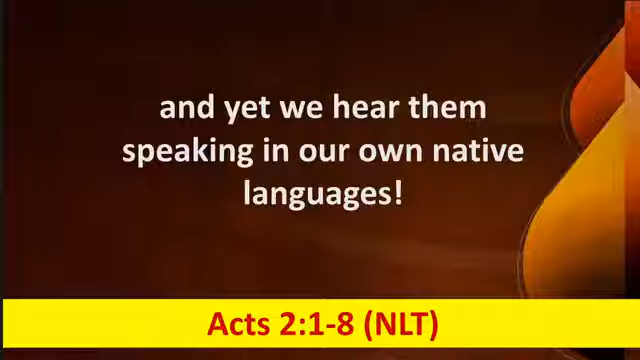 and yet we hear them
speaking in our own native
languages!
Acts 2:1-8 (NLT)